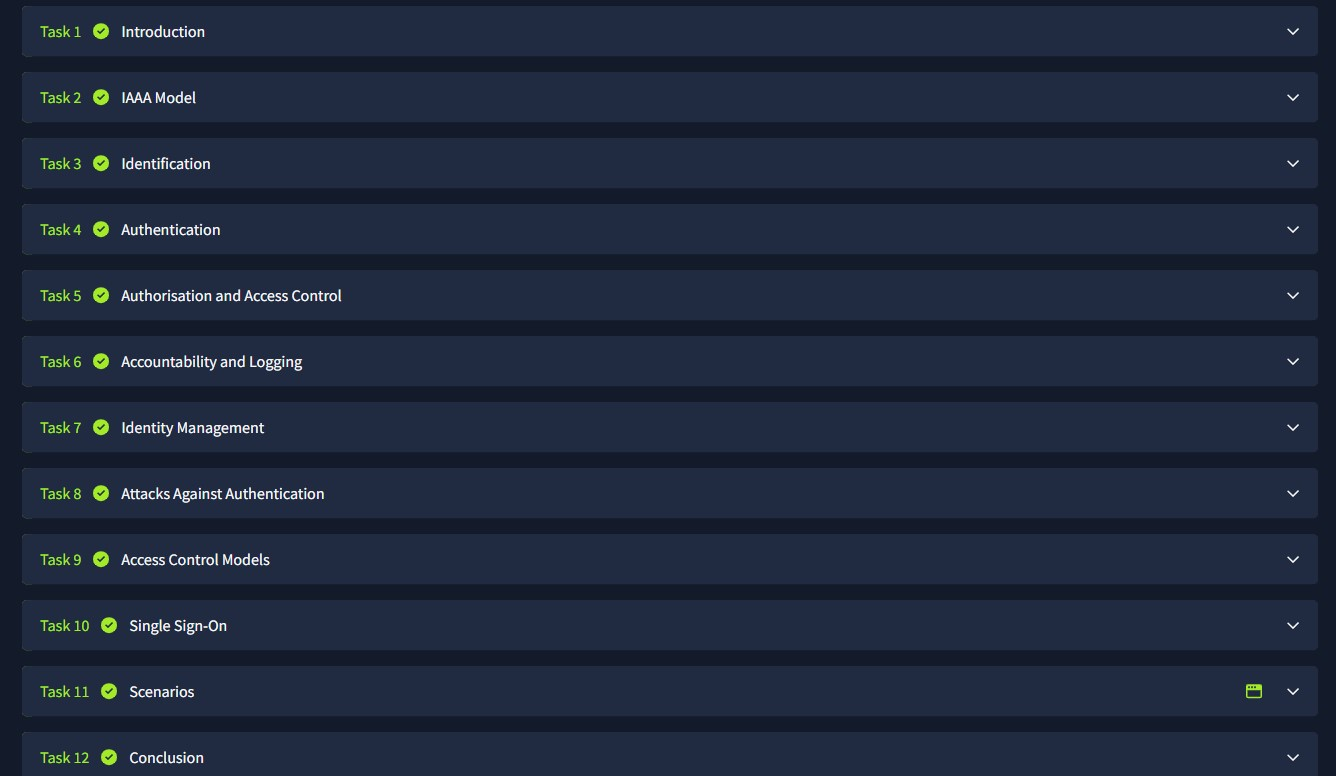 Task 1 Introduction
Task 2 IAAA Model
Task 3 Identification
Task 4 Authentication
Task 5 Authorisation and Access Control
Task 6 Accountability and Logging
Task 7 Identity Management
Task 8 Attacks Against Authentication
Task 9 Access Control Models
Task 10 Single Sign-On
Task 11 Scenarios
Task 12 Conclusion